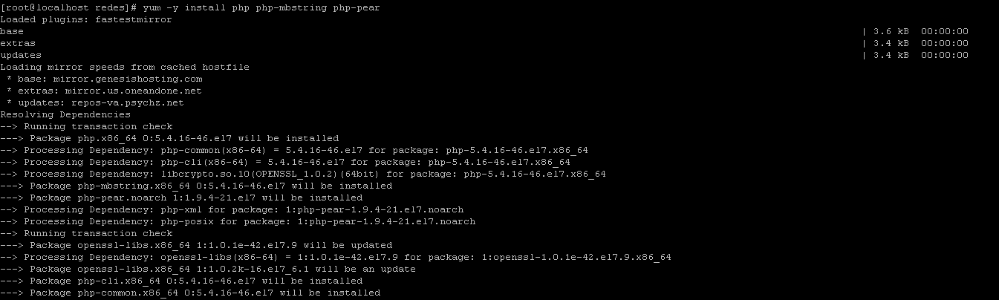 [root@localhost redes]# yum -y install php php-mbstring php-pear
Loaded plugins: fastestmirror
base | 3.6 kB 00:00:00
extras | 3.4 kB 00:00:00
updates | 3.4 kB 00:00:00
Loading mirror speeds from cached hostfile
 * base: mirror.genesishosting.com
 * extras: mirror.us.oneandone.net
 * updates: repos-va.psychz.net
Resolving Dependencies
--> Running transaction check
---> Package php.x86_64 0:5.4.16-46.el7 will be installed
--> Processing Dependency: php-common(x86-64) = 5.4.16-46.el7 for package: php-5.4.16-46.el7.x86_64
--> Processing Dependency: php-cli(x86-64) = 5.4.16-46.el7 for package: php-5.4.16-46.el7.x86_64
--> Processing Dependency: libcrypto.so.10(OPENSSL_1.0.2)(64bit) for package: php-5.4.16-46.el7.x86_64
---> Package php-mbstring.x86_64 0:5.4.16-46.el7 will be installed
---> Package php-pear.noarch 1:1.9.4-21.el7 will be installed
--> Processing Dependency: php-xml for package: 1:php-pear-1.9.4-21.el7.noarch
--> Processing Dependency: php-posix for package: 1:php-pear-1.9.4-21.el7.noarch
--> Running transaction check
---> Package openssl-libs.x86_64 1:1.0.1e-42.el7.9 will be updated
--> Processing Dependency: openssl-libs(x86-64) = 1:1.0.1e-42.el7.9 for package: 1:openssl-1.0.1e-42.el7.9.x86_64
---> Package openssl-libs.x86_64 1:1.0.2k-16.el7_6.1 will be an update
---> Package php-cli.x86_64 0:5.4.16-46.el7 will be installed
---> Package php-common.x86_64 0:5.4.16-46.el7 will be installed